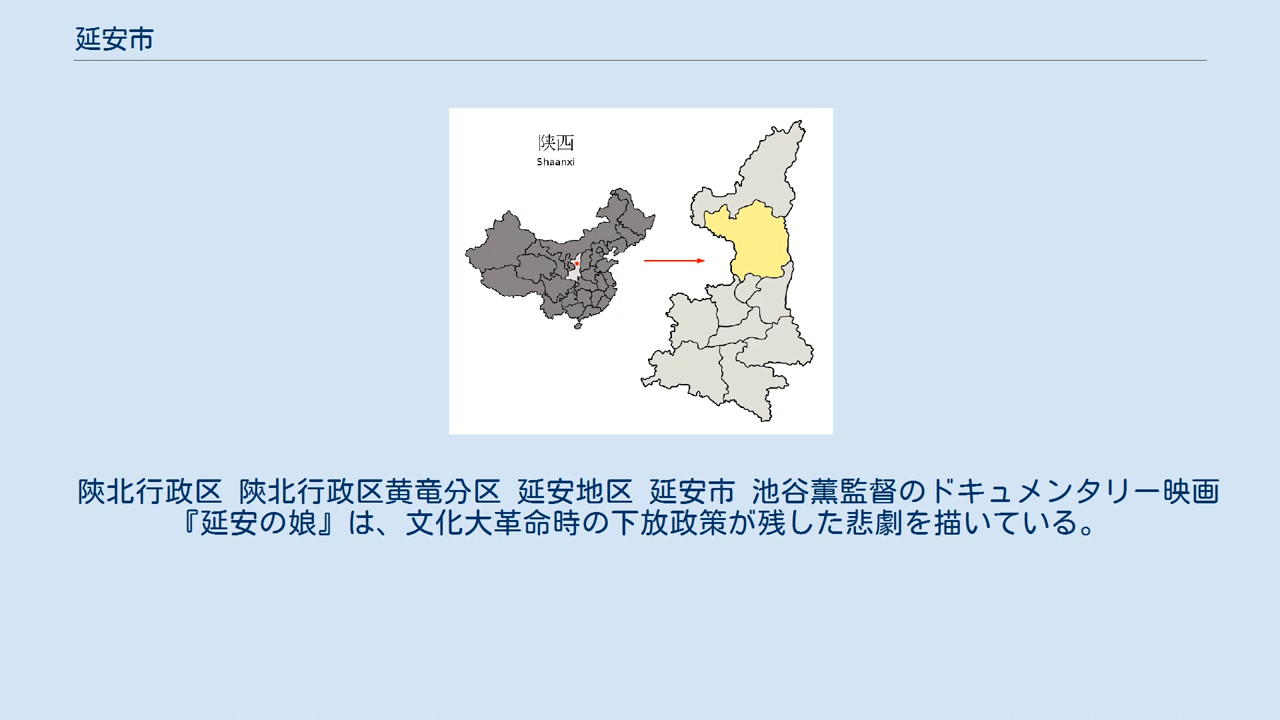 延安市
陕西
Shaanxi
陝北行政区 陝北行政区黄竜分区 延安地区 延安市 池谷薫監督のドキュメンタリー映画
『延安の娘』は、文化大革命時の下放政策が残した悲劇を描いている。